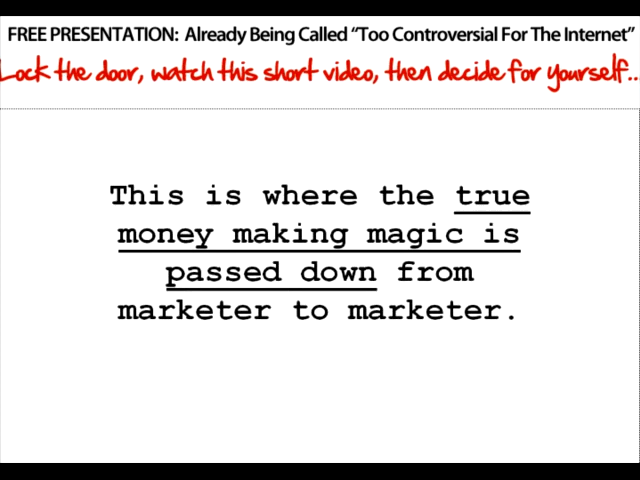 FREE PRESENTATION: Already Being Called “Too Controversial For The Internet”
Lock the door, watch this short video, then decide for yourself...
This is where the true
money making magic is
passed down from
marketer to marketer.